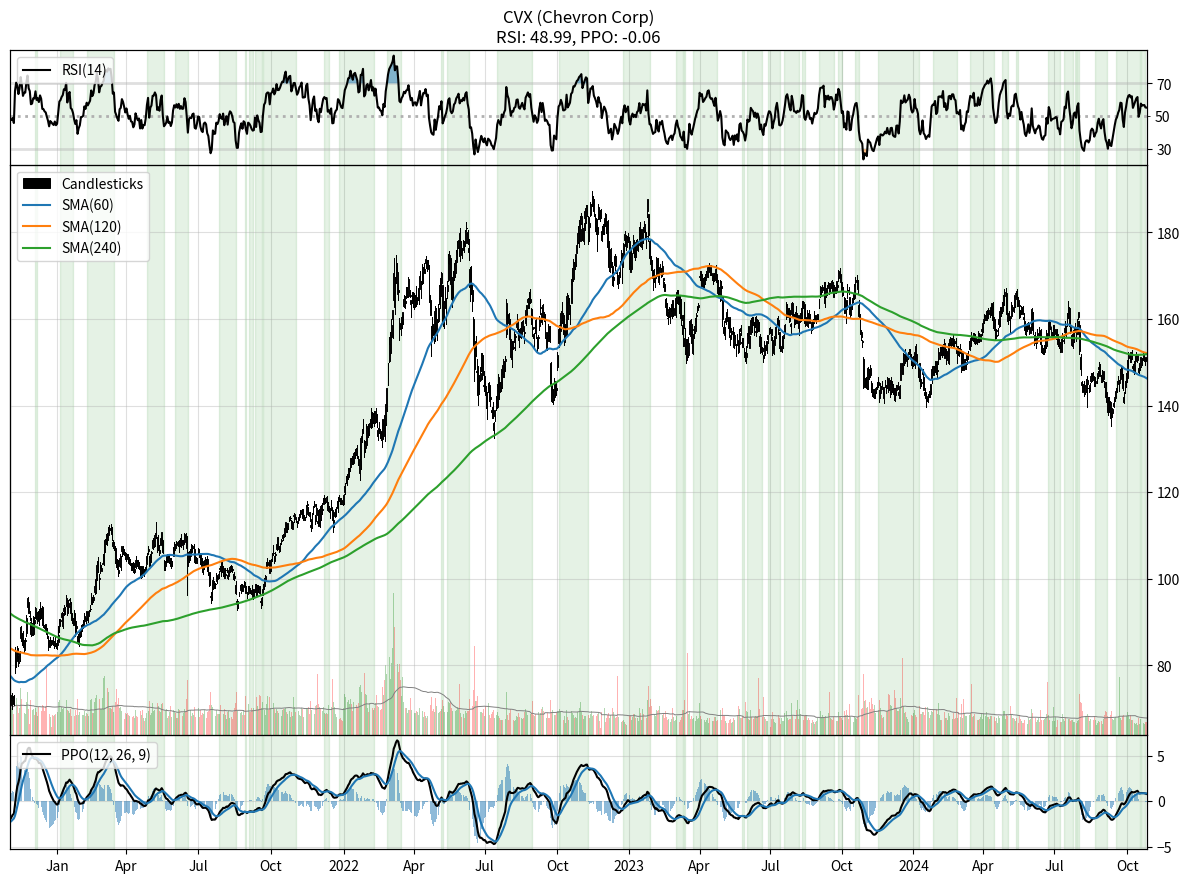 CVX (Chevron Corp)
RSI: 48.99, PPO: -0.06
RSI(14)
70
50
30
Candlesticks
SMA(60)
SMA(120)
SMA(240)
180
160
140
120
100
80
PPO(12, 26, 9)
5
0
−5
Jan Apr Jul Oct 2022 Apr Jul Oct 2023 Apr Jul Oct 2024 Apr Jul Oct